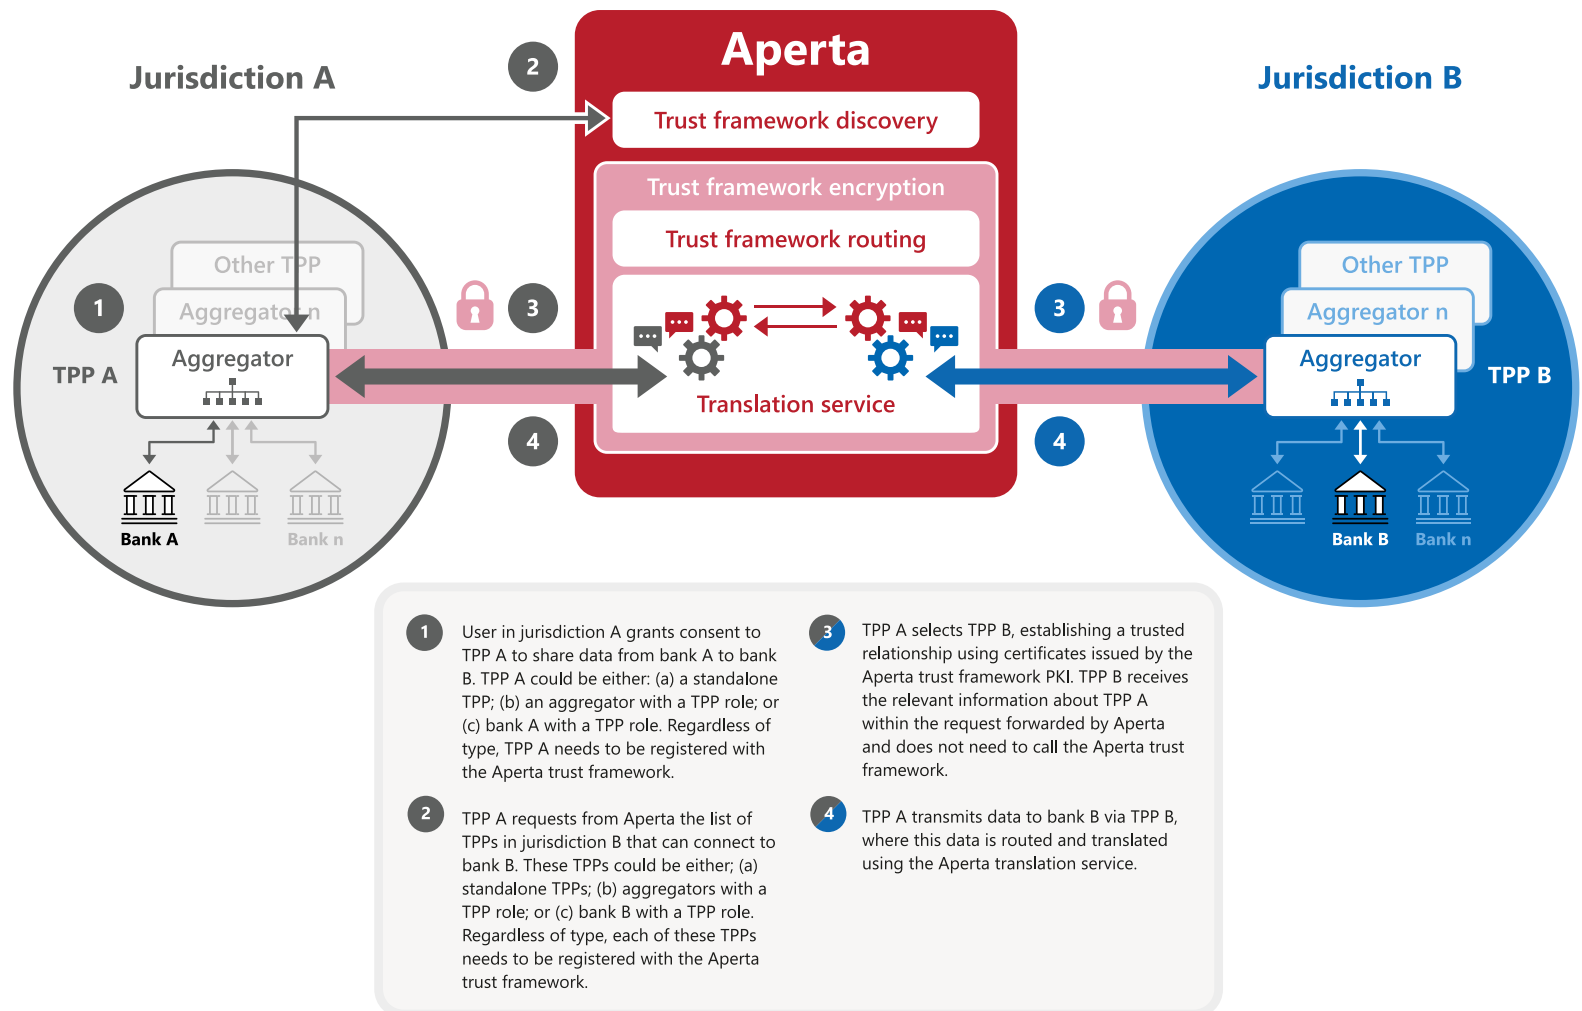 Aperta
Jurisdiction A
2
Jurisdiction B
Trust framework discovery
Trust framework encryption
Trust framework routing
Other TPP
Aggregator n
1
Aggregator
TPP A
Bank A
Bank n
3
4
Translation service
3
4
Other TPP
Aggregator n
Aggregator
TPP B
Bank B
Bank n
1
User in jurisdiction A grants consent to
TPP A to share data from bank A to bank
B. TPP A could be either: (a) a standalone
TPP; (b) an aggregator with a TPP role; or
(c) bank A with a TPP role. Regardless of
type, TPP A needs to be registered with
the Aperta trust framework.
2
TPP A requests from Aperta the list of
TPPs in jurisdiction B that can connect to
bank B. These TPPs could be either; (a)
standalone TPPs; (b) aggregators with a
TPP role; or (c) bank B with a TPP role.
Regardless of type, each of these TPPs
needs to be registered with the Aperta
trust framework.
3
TPP A selects TPP B, establishing a trusted
relationship using certificates issued by the
Aperta trust framework PKI. TPP B receives
the relevant information about TPP A
within the request forwarded by Aperta
and does not need to call the Aperta trust
framework.
4
TPP A transmits data to bank B via TPP B,
where this data is routed and translated
using the Aperta translation service.